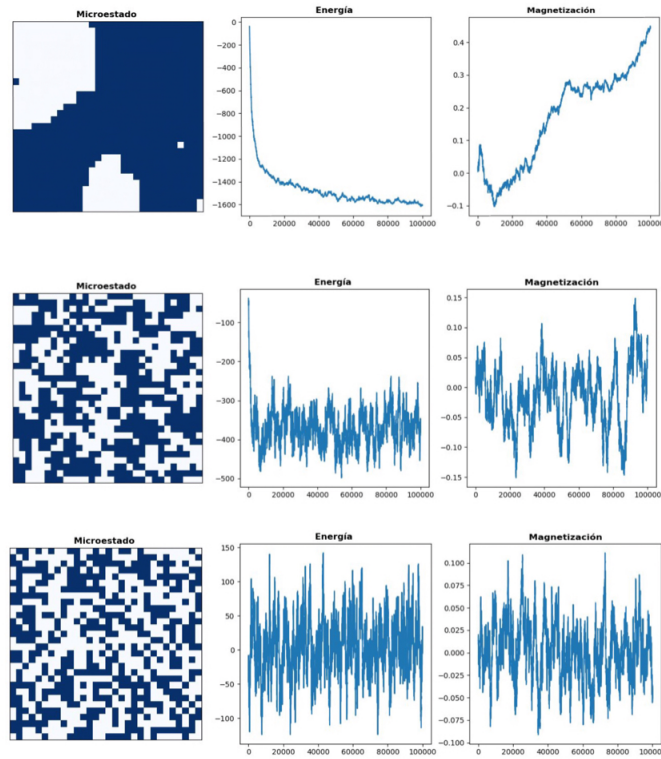 Microestado
Energía
Magnetización
0
−200
−400
−600
−800
−1000
−1200
−1400
−1600
0 20000 40000 60000 80000 100000
0.4
0.3
0.2
0.1
0.0
−0.1
0 20000 40000 60000 80000 100000
Microestado
Energía
Magnetización
−100
−200
−300
−400
−500
0 20000 40000 60000 80000 100000
0.15
0.10
0.05
0.00
−0.05
−0.10
−0.15
0 20000 40000 60000 80000 100000
Microestado
Energía
Magnetización
150
100
50
0
−50
−100
0 20000 40000 60000 80000 100000
0.100
0.075
0.050
0.025
0.000
−0.025
−0.050
−0.075
−0.100
0 20000 40000 60000 80000 100000